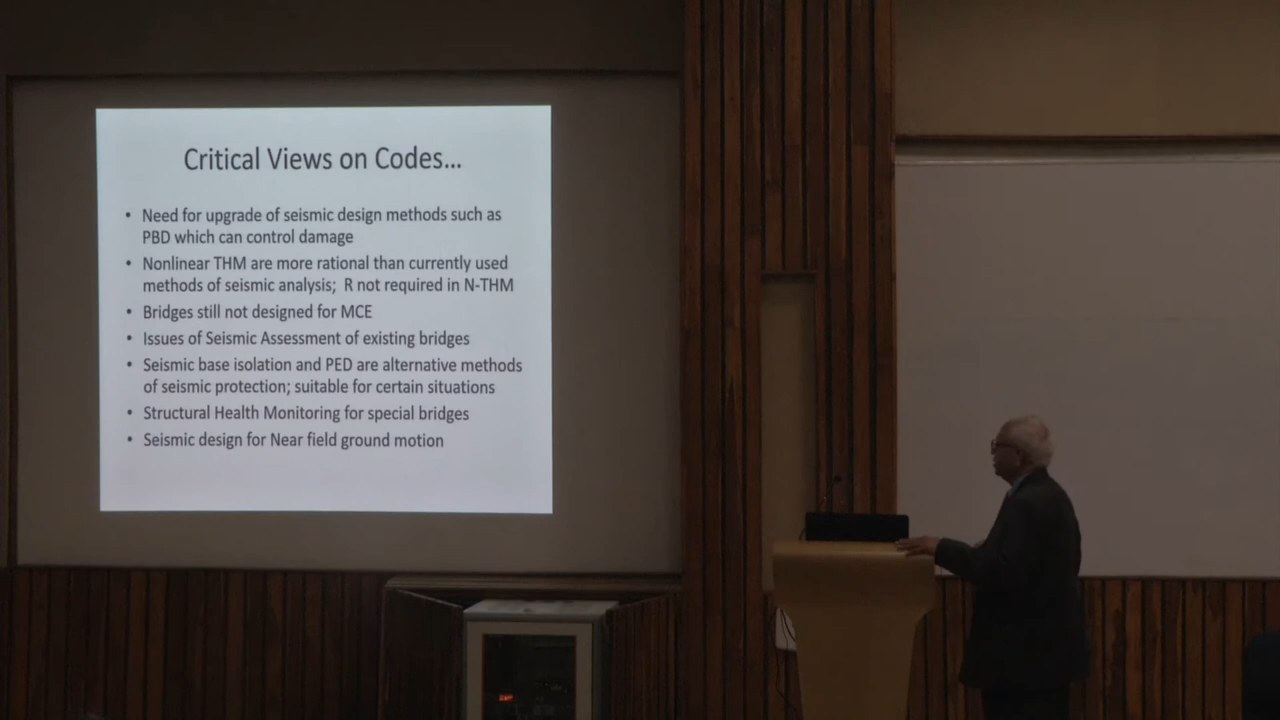 Critical Views on Codes...
• Need for upgrade of seismic design methods such as
PBD which can control damage
• Nonlinear THM are more rational than currently used
methods of seismic analysis; R not required in N-THM
• Bridges still not designed for MCE
• Issues of Seismic Assessment of existing bridges
• Seismic base isolation and PED are alternative methods
of seismic protection; suitable for certain situations
• Structural Health Monitoring for special bridges
• Seismic design for Near field ground motion